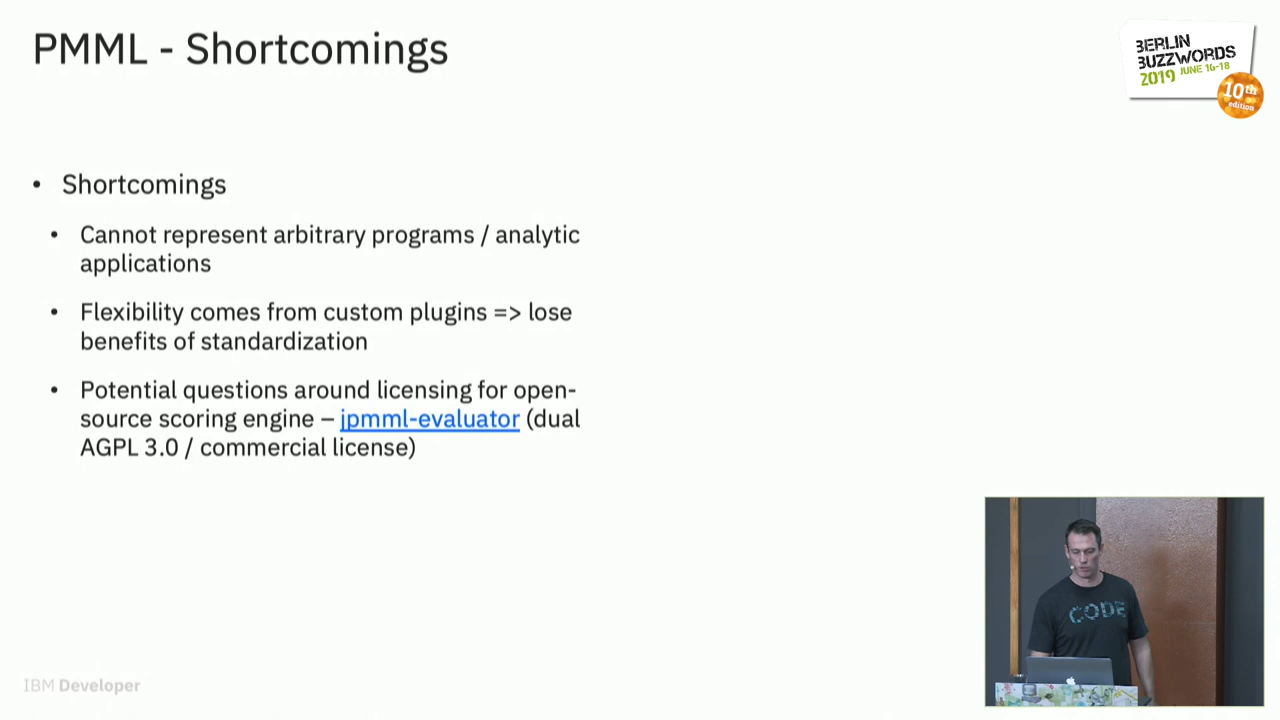 PMML - Shortcomings
BERLIN
BUZZWORDS
2019 JUNE 16-18
10th
edition
• Shortcomings
• Cannot represent arbitrary programs / analytic
applications
• Flexibility comes from custom plugins => lose
benefits of standardization
• Potential questions around licensing for open-
source scoring engine – jpmml-evaluator (dual
AGPL 3.0 / commercial license)
CODE
IBM Developer